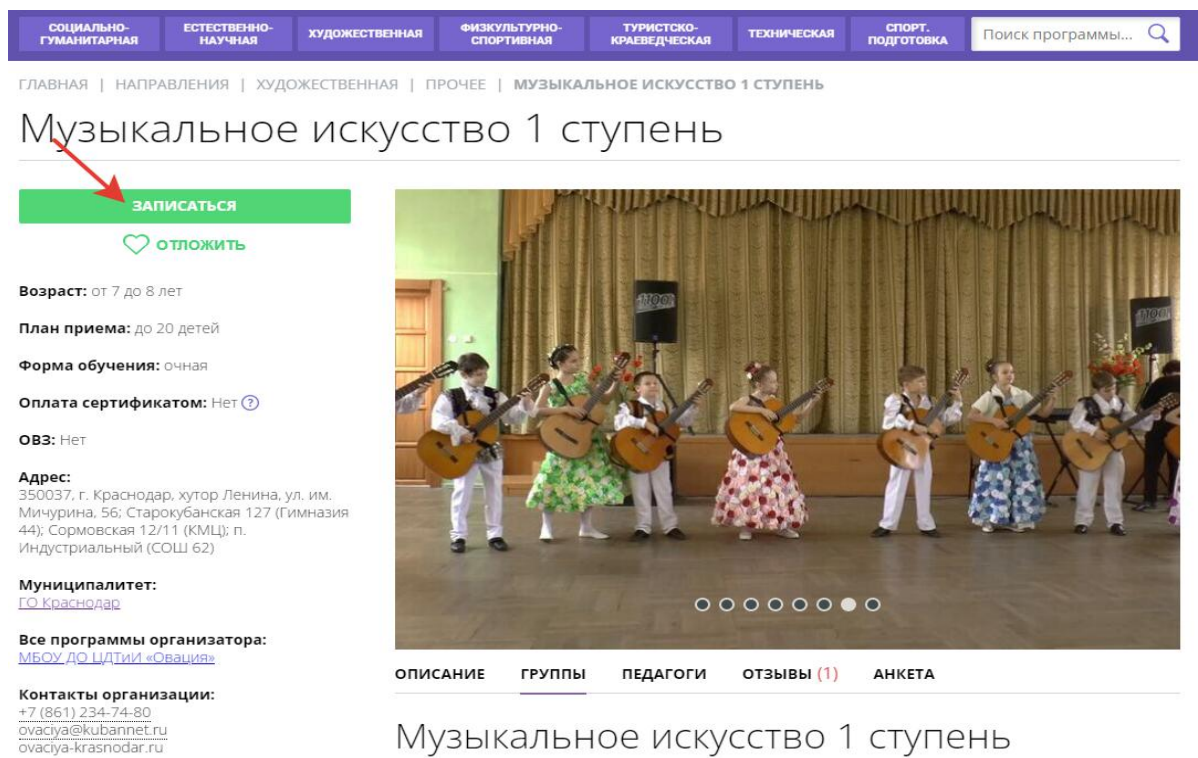 СОЦИАЛЬНО-
ГУМАНИТАРНАЯ
ЕСТЕСТВЕННО-
НАУЧНАЯ
ХУДОЖЕСТВЕННАЯ
ФИЗКУЛЬТУРНО-
СПОРТИВНАЯ
ТУРИСТСКО-
КРАЕВЕДЧЕСКАЯ
ТЕХНИЧЕСКАЯ
СПОРТ.
ПОДГОТОВКА
Поиск программы...
ГЛАВНАЯ | НАПРАВЛЕНИЯ | ХУДОЖЕСТВЕННАЯ | ПРОЧЕЕ | МУЗЫКАЛЬНОЕ ИСКУССТВО 1 СТУПЕНЬ
Музыкальное искусство 1 ступень
ЗАПИСАТЬСЯ
ОТЛОЖИТЬ
Возраст: от 7 до 8 лет
План приема: до 20 детей
Форма обучения: очная
Оплата сертификатом: Нет ?
ОВЗ: Нет
Адрес:
350037, г. Краснодар, хутор Ленина, ул. им.
Мичурина, 56; Старокубанская 127 (Гимназия
44); Сормовская 12/11 (КМЦ); п.
Индустриальный (СОШ 62)
Муниципалитет:
ГО Краснодар
Все программы организатора:
МБОУ ДО ЦДТиИ «Овация»
Контакты организации:
+7 (861) 234-74-80
ovaciya@kubannet.ru
ovaciya-krasnodar.ru
1100
1100
ОПИСАНИЕ ГРУППЫ ПЕДАГОГИ ОТЗЫВЫ (1) АНКЕТА
Музыкальное искусство 1 ступень